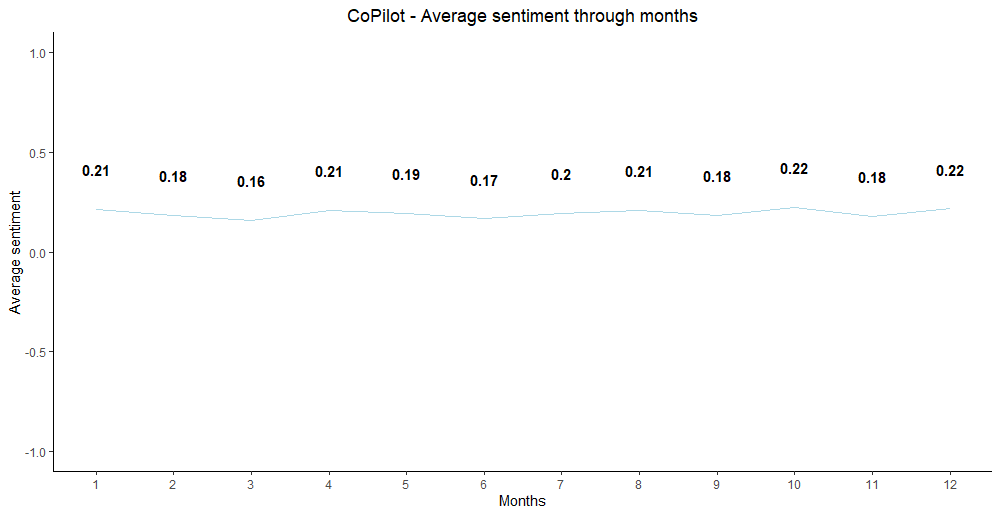 CoPilot - Average sentiment through months
Average sentiment
1.0
0.5
0.0
-0.5
-1.0
0.21 0.18 0.16 0.21 0.19 0.17 0.2 0.21 0.18 0.22 0.18 0.22
1 2 3 4 5 6 7 8 9 10 11 12
Months